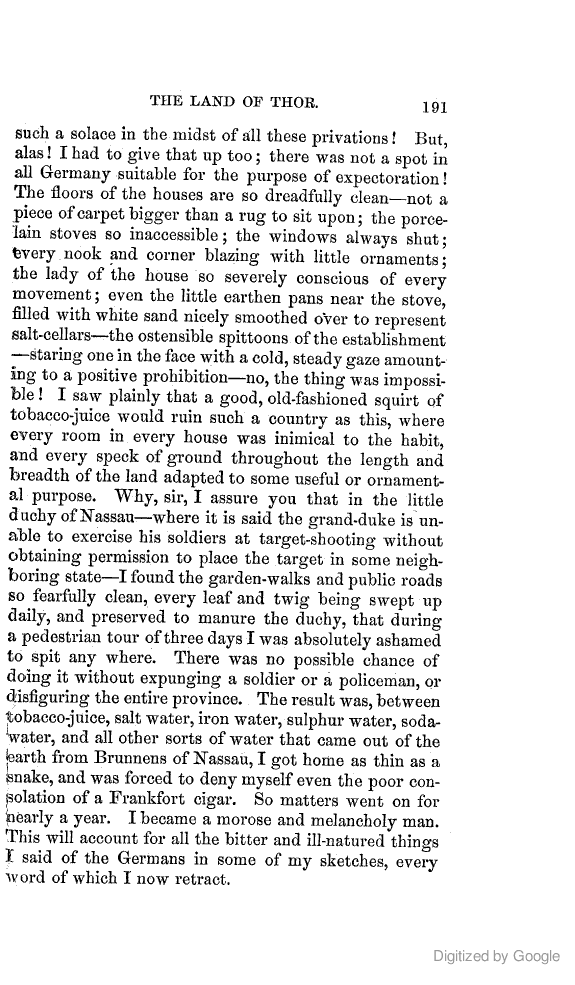 THE LAND OF THOR. 191
such a solace in the midst of all these privations! But,
alas! I had to give that up too; there was not a spot in
all Germany suitable for the purpose of expectoration!
The floors of the houses are so dreadfully clean—not a
piece of carpet bigger than a rug to sit upon; the porce-
lain stoves so inaccessible; the windows always shut;
every nook and corner blazing with little ornaments;
the lady of the house so severely conscious of every
movement; even the little earthen pans near the stove,
filled with white sand nicely smoothed over to represent
salt-cellars—the ostensible spittoons of the establishment
—staring one in the face with a cold, steady gaze amount-
ing to a positive prohibition—no, the thing was impossi-
ble! I saw plainly that a good, old-fashioned squirt of
tobacco-juice would ruin such a country as this, where
every room in every house was inimical to the habit,
and every speck of ground throughout the length and
breadth of the land adapted to some useful or ornament-
al purpose. Why, sir, I assure you that in the little
duchy of Nassau—where it is said the grand-duke is un-
able to exercise his soldiers at target-shooting without
obtaining permission to place the target in some neigh-
boring state—I found the garden-walks and public roads
so fearfully clean, every leaf and twig being swept up
daily, and preserved to manure the duchy, that during
a pedestrian tour of three days I was absolutely ashamed
to spit any where. There was no possible chance of
doing it without expunging a soldier or a policeman, or
disfiguring the entire province. The result was, between
tobacco-juice, salt water, iron water, sulphur water, soda-
water, and all other sorts of water that came out of the
earth from Brunnens of Nassau, I got home as thin as a
snake, and was forced to deny myself even the poor con-
solation of a Frankfort cigar. So matters went on for
nearly a year. I became a morose and melancholy man.
This will account for all the bitter and ill-natured things
I said of the Germans in some of my sketches, every
word of which I now retract.
Digitized by Google